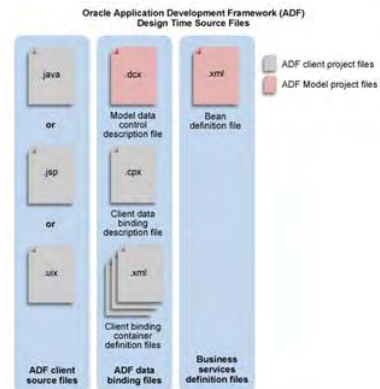 Oracle Application Development Framework (ADF)
Design Time Source Files
.java
or
.jsp
or
.uix
ADF client
source files
.dcx
Model data
control
description file
.cpx
Client data
binding
description file
.xml
Client binding
container
definition files
ADF data
binding files
.xml
Bean
definition file
Business
services
definition files
ADF client project files
ADF Model project files